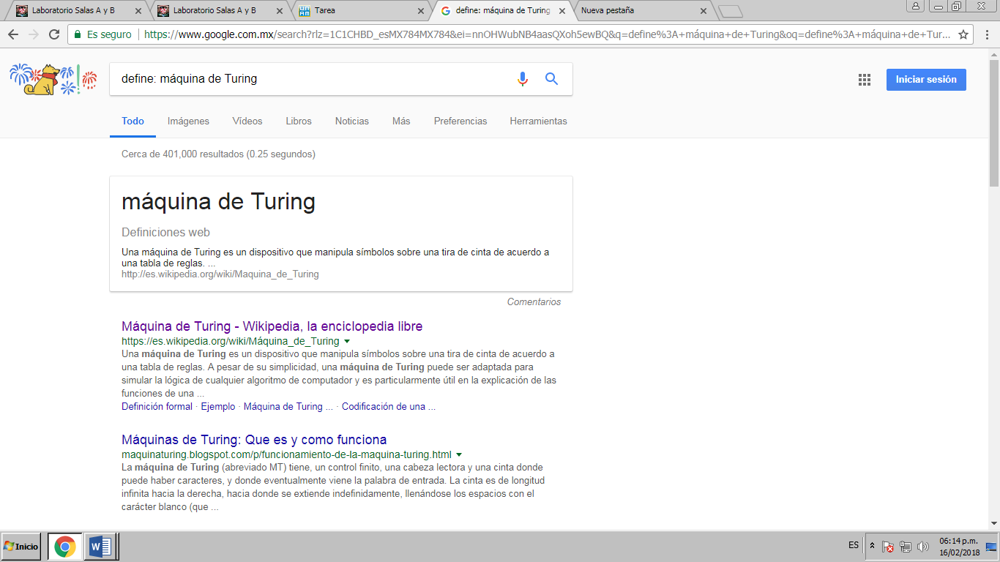 Laboratorio Salas A y B
Laboratorio Salas A y B
Tarea
define: máquina de Turing
Nueva pestaña
Es seguro https://www.google.com.mx/search?rlz=1C1CHBD_esMX784MX784&ei=nnOHWubNB4aasQXoh5ewBQ&q=define%3A+máquina+de+Turing&oq=define%3A+máquina+de+Tur...
define: máquina de Turing
Iniciar sesión
Todo Imágenes Vídeos Libros Noticias Más Preferencias Herramientas
Cerca de 401,000 resultados (0.25 segundos)
máquina de Turing
Definiciones web
Una máquina de Turing es un dispositivo que manipula símbolos sobre una tira de cinta de acuerdo a
una tabla de reglas. ...
http://es.wikipedia.org/wiki/Maquina_de_Turing
Comentarios
Máquina de Turing - Wikipedia, la enciclopedia libre
https://es.wikipedia.org/wiki/Máquina_de_Turing
Una máquina de Turing es un dispositivo que manipula símbolos sobre una tira de cinta de acuerdo a
una tabla de reglas. A pesar de su simplicidad, una máquina de Turing puede ser adaptada para
simular la lógica de cualquier algoritmo de computador y es particularmente útil en la explicación de las
funciones de una ...
Definición formal · Ejemplo · Máquina de Turing ... · Codificación de una ...
Máquinas de Turing: Que es y como funciona
maquinaturing.blogspot.com/p/funcionamiento-de-la-maquina-turing.html
La máquina de Turing (abreviado MT) tiene, un control finito, una cabeza lectora y una cinta donde
puede haber caracteres, y donde eventualmente viene la palabra de entrada. La cinta es de longitud
infinita hacia la derecha, hacia donde se extiende indefinidamente, llenándose los espacios con el
carácter blanco (que ...
Inicio
W
ES
06:14 p.m.
16/02/2018